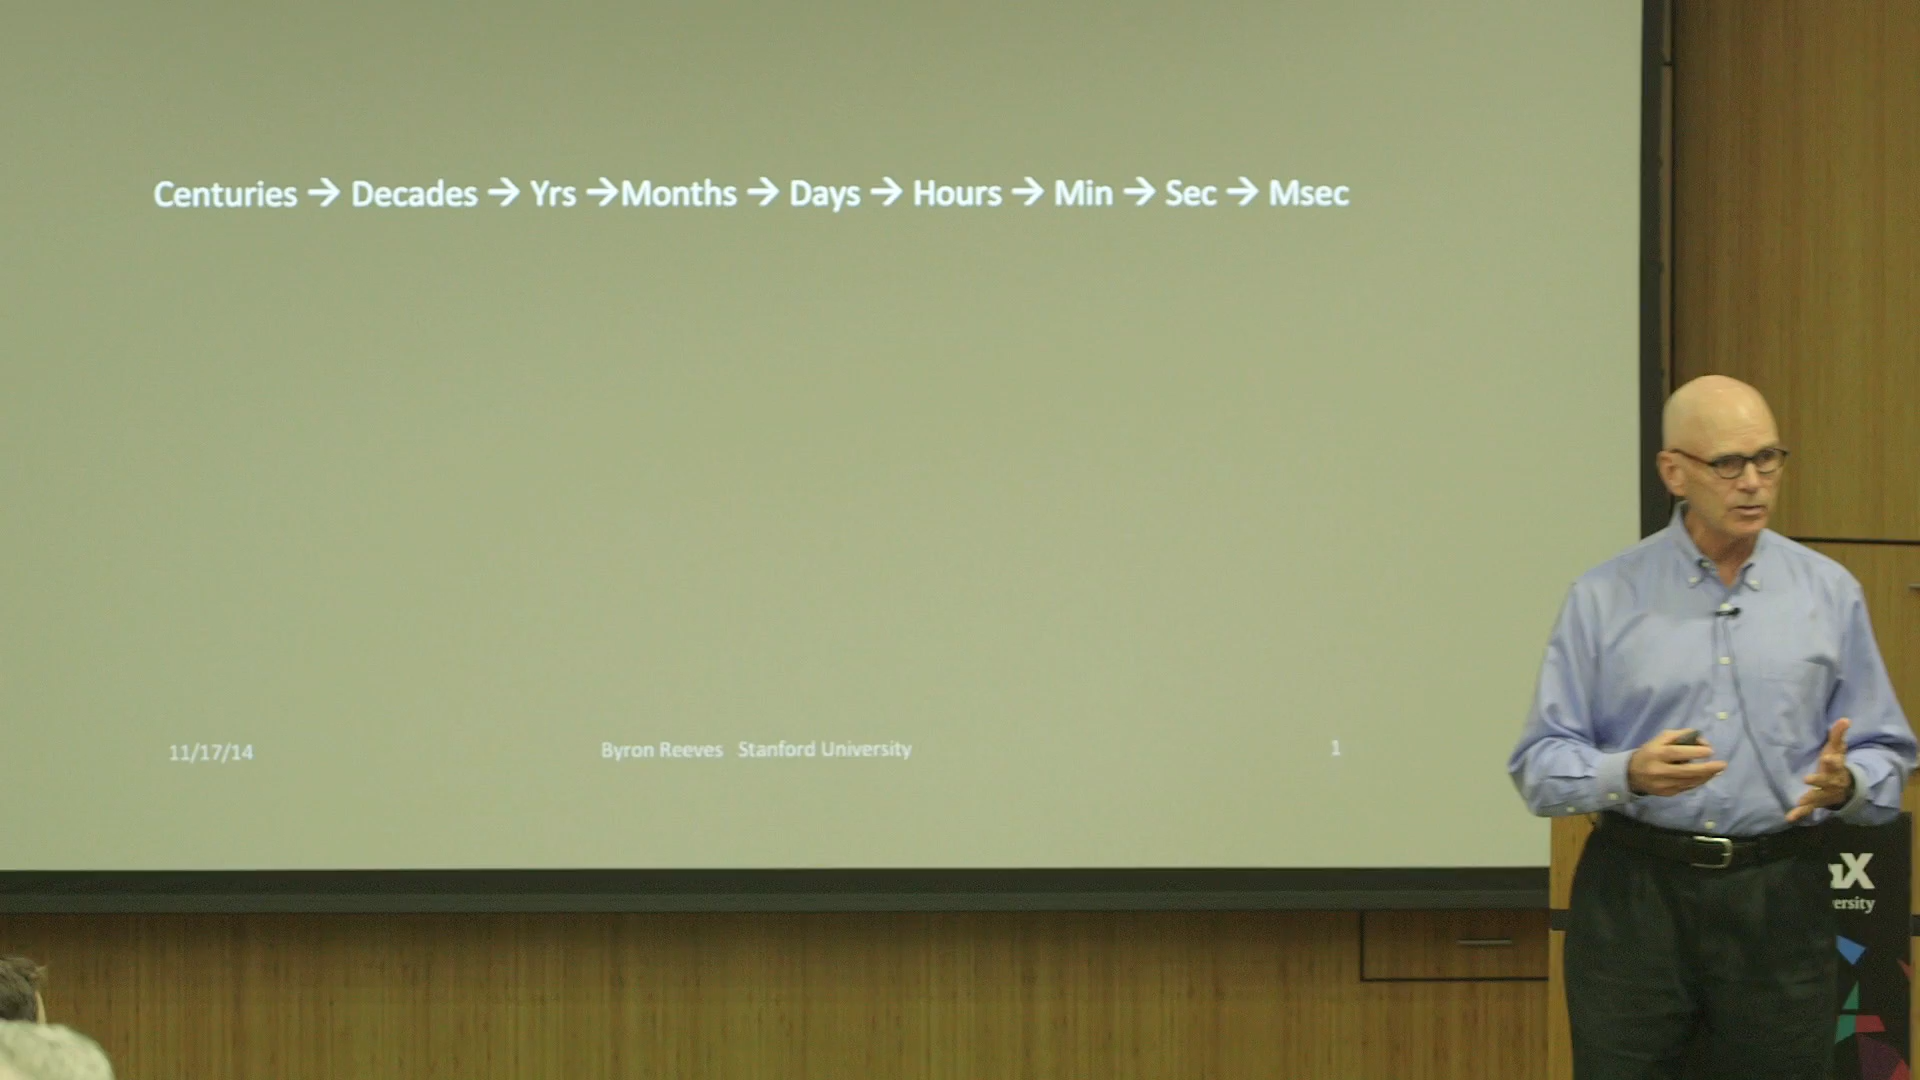 Centuries → Decades → Yrs →Months → Days → Hours → Min → Sec → Msec
11/17/14
Byron Reeves Stanford University
1